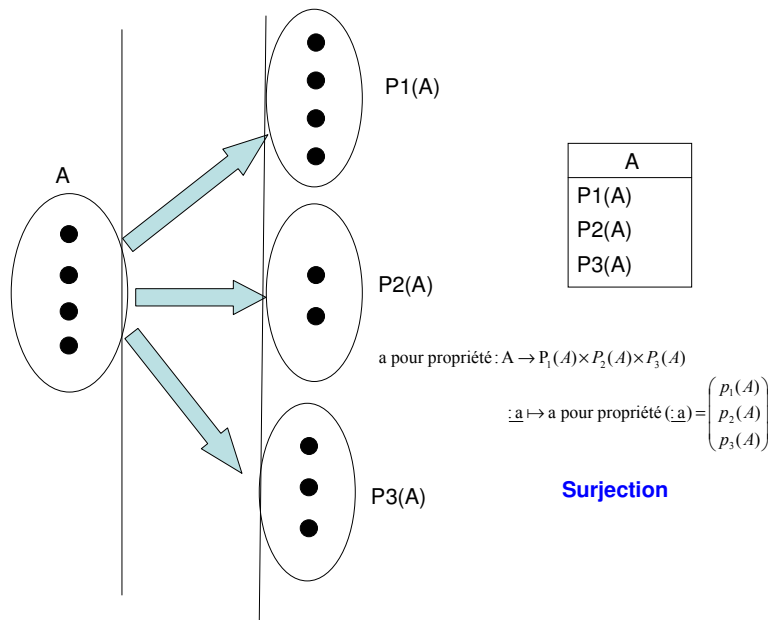 P1(A)
A
A
P1(A)
P2(A)
P3(A)
P2(A)
a pour propriété : A → P₁(A)×P₂(A)×P₃(A)
: a ↦ a pour propriété (: a) = ( p₁(A)
p₂(A)
p₃(A) )
P3(A)
Surjection